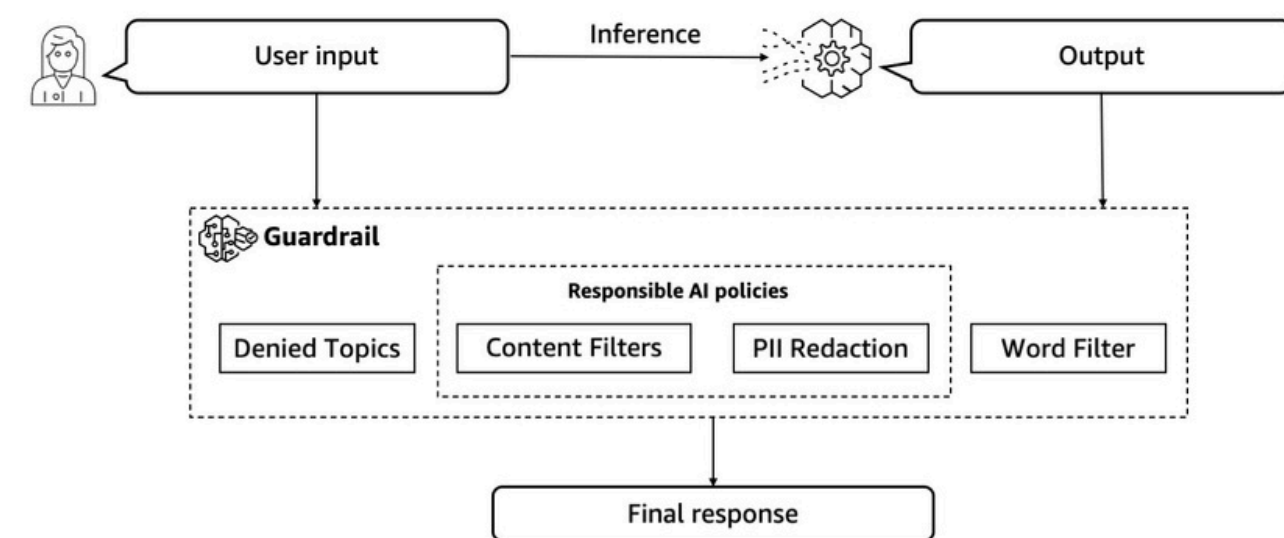 User input
Inference
Output
Guardrail
Responsible AI policies
Denied Topics
Content Filters
PII Redaction
Word Filter
Final response